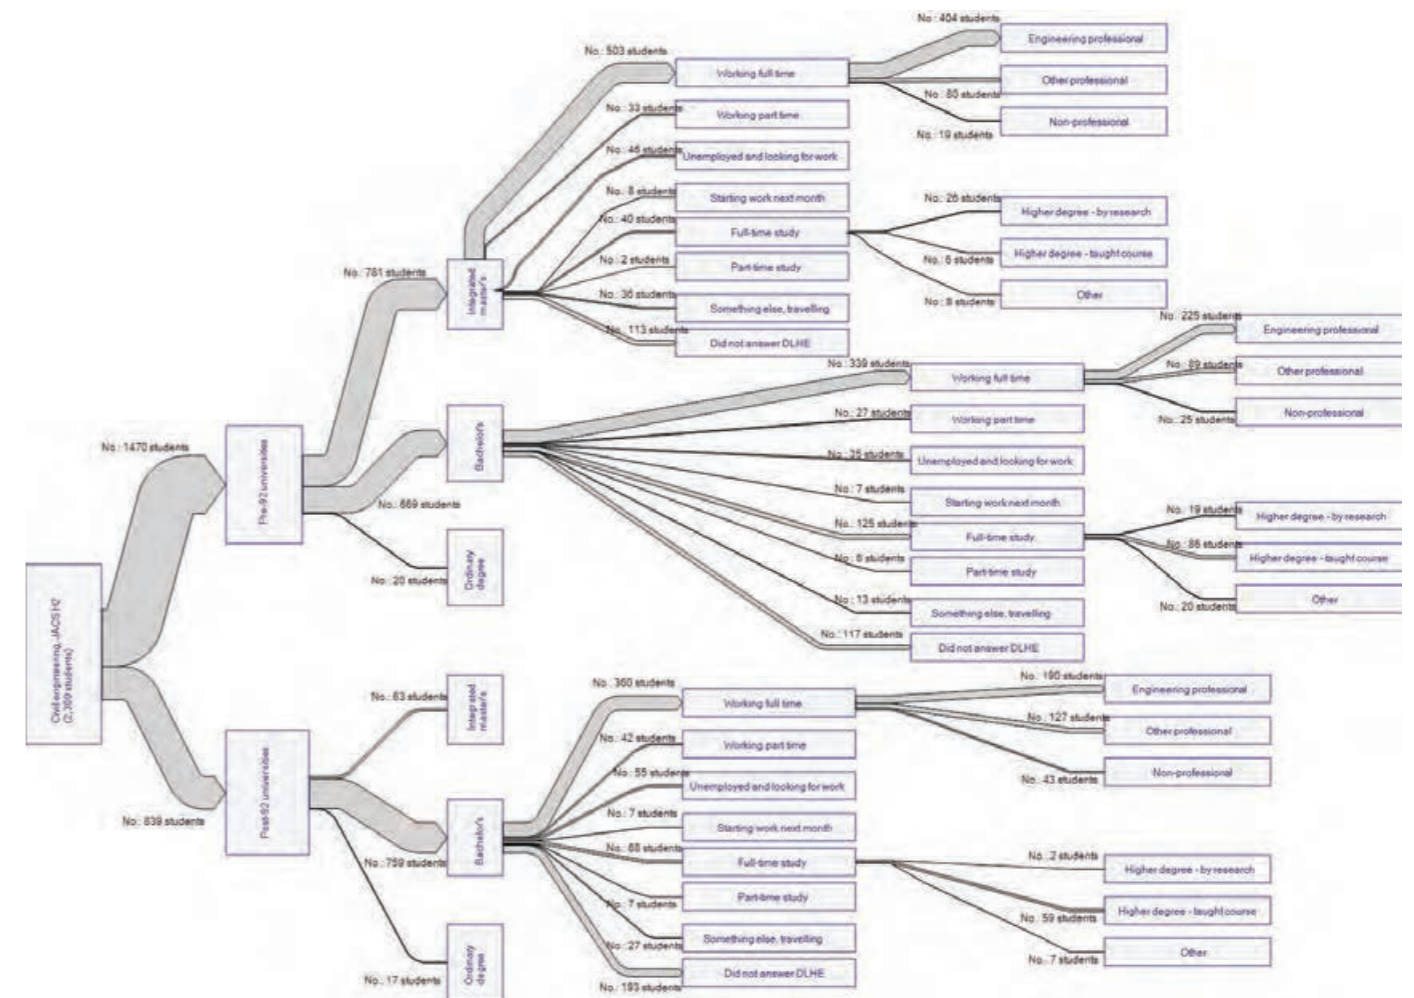 Civil engineering, JACS H2
(2,309 students)
No.: 1470 students
Pre-92 universities
No.: 781 students
Integrated
master's
No.: 503 students
Working full time
No.: 404 students
Engineering professional
Other professional
No.: 80 students
Non-professional
No.: 19 students
No.: 33 students
Working part time
No.: 46 students
Unemployed and looking for work
No.: 8 students
Starting work next month
No.: 40 students
Full-time study
No.: 26 students
Higher degree - by research
Higher degree - taught course
No.: 6 students
Other
No.: 8 students
No.: 2 students
Part-time study
No.: 36 students
Something else, travelling
No.: 113 students
Did not answer DLHE
No.: 669 students
Bachelor's
No.: 339 students
Working full time
No.: 225 students
Engineering professional
No.: 89 students
Other professional
Non-professional
No.: 25 students
No.: 27 students
Working part time
No.: 35 students
Unemployed and looking for work
No.: 7 students
Starting work next month
No.: 125 students
Full-time study
No.: 19 students
Higher degree - by research
No.: 86 students
Higher degree - taught course
Other
No.: 20 students
No.: 6 students
Part-time study
No.: 13 students
Something else, travelling
No.: 117 students
Did not answer DLHE
No.: 20 students
Ordinary
degree
No.: 839 students
Post-92 universities
No.: 63 students
Integrated
master's
No.: 759 students
Bachelor's
No.: 360 students
Working full time
No.: 190 students
Engineering professional
No.: 127 students
Other professional
Non-professional
No.: 43 students
No.: 42 students
Working part time
No.: 55 students
Unemployed and looking for work
No.: 7 students
Starting work next month
No.: 68 students
Full-time study
No.: 2 students
Higher degree - by research
Higher degree - taught course
No.: 59 students
Other
No.: 7 students
Part-time study
No.: 7 students
Something else, travelling
No.: 27 students
Did not answer DLHE
No.: 193 students
Ordinary
degree
No.: 17 students